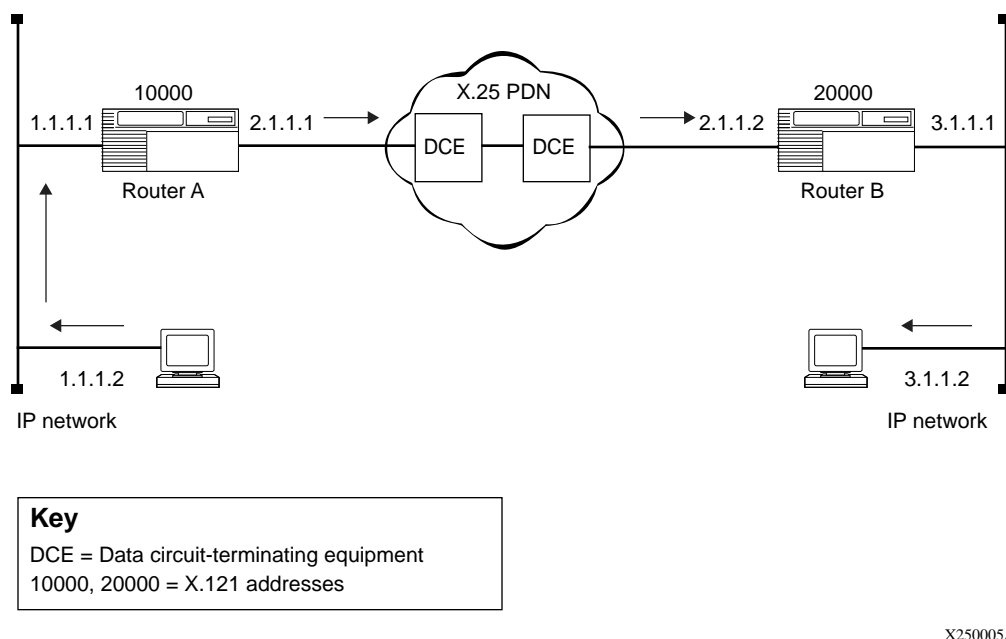 10000
X.25 PDN
20000
1.1.1.1
2.1.1.1
DCE
DCE
2.1.1.2
3.1.1.1
Router A
Router B
1.1.1.2
3.1.1.2
IP network
IP network
Key
DCE = Data circuit-terminating equipment
10000, 20000 = X.121 addresses